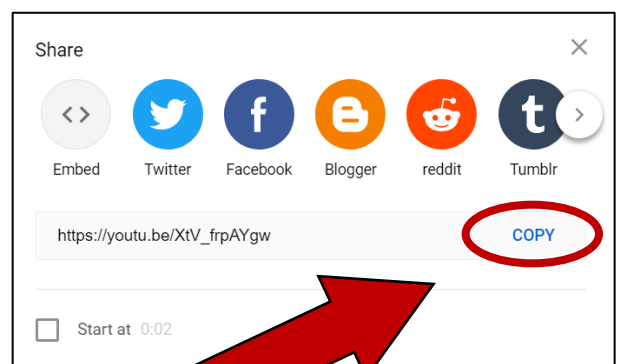 Share
Embed Twitter Facebook Blogger reddit Tumblr
https://youtu.be/XtV_frpAYgw COPY
Start at 0:02